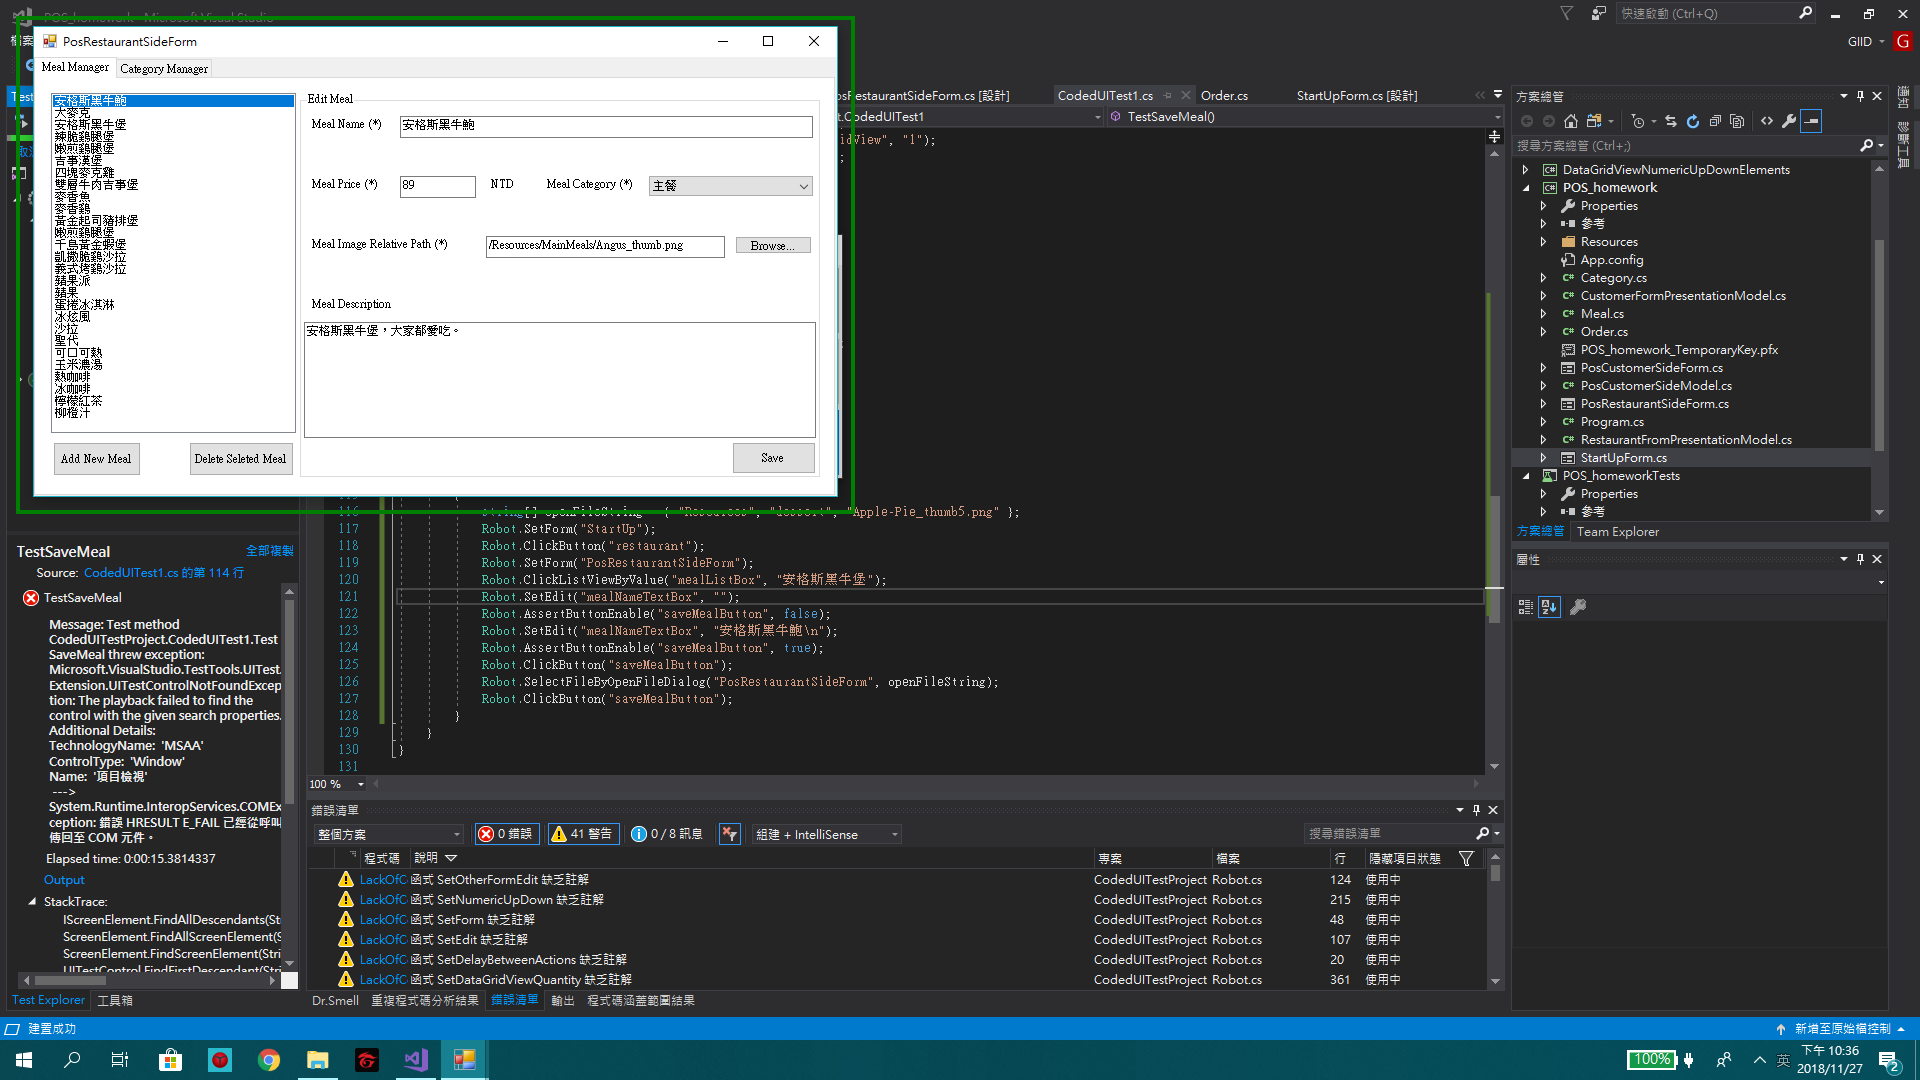 POS_homework - Microsoft Visual Studio
快速啟動 (Ctrl+Q)
GIID
G
PosRestaurantSideForm
Meal Manager
Category Manager
安格斯黑牛鮑
大麥克
安格斯黑牛堡
辣脆雞腿堡
嫩煎雞腿堡
吉事漢堡
四塊麥克雞
雙層牛肉吉事堡
麥香魚
麥香雞
黃金起司豬排堡
嫩煎雞腿堡
千島黃金蝦堡
凱撒脆雞沙拉
義式烤雞沙拉
蘋果派
蘋果
蛋捲冰淇淋
冰炫風
沙拉
聖代
可口可熱
玉米濃湯
熱咖啡
冰咖啡
檸檬紅茶
柳橙汁
Add New Meal
Delete Seleted Meal
Edit Meal
Meal Name (*)
安格斯黑牛鮑
Meal Price (*)
89
NTD
Meal Category (*)
主餐
Meal Image Relative Path (*)
/Resources/MainMeals/Angus_thumb.png
Browse...
Meal Description
安格斯黑牛堡，大家都愛吃。
Save
osRestaurantSideForm.cs [設計]
CodedUITest1.cs
Order.cs
StartUpForm.cs [設計]
t.CodedUITest1
TestSaveMeal()
idView", "1");
116 string[] openFileString = { "Resources", "dessert", "Apple-Pie_thumb5.png" };
117 Robot.SetForm("StartUp");
118 Robot.ClickButton("restaurant");
119 Robot.SetForm("PosRestaurantSideForm");
120 Robot.ClickListViewByValue("mealListBox", "安格斯黑牛堡");
121 Robot.SetEdit("mealNameTextBox", "");
122 Robot.AssertButtonEnable("saveMealButton", false);
123 Robot.SetEdit("mealNameTextBox", "安格斯黑牛鮑\n");
124 Robot.AssertButtonEnable("saveMealButton", true);
125 Robot.ClickButton("saveMealButton");
126 Robot.SelectFileByOpenFileDialog("PosRestaurantSideForm", openFileString);
127 Robot.ClickButton("saveMealButton");
128 }
129 }
130 }
131
100 %
TestSaveMeal
全部複製
Source: CodedUITest1.cs 的第 114 行
TestSaveMeal
Message: Test method
CodedUITestProject.CodedUITest1.Test
SaveMeal threw exception:
Microsoft.VisualStudio.TestTools.UITest.
Extension.UITestControlNotFoundExcep
tion: The playback failed to find the
control with the given search properties.
Additional Details:
TechnologyName: 'MSAA'
ControlType: 'Window'
Name: '項目檢視'
--->
System.Runtime.InteropServices.COMEx
ception: 錯誤 HRESULT E_FAIL 已經從呼叫
傳回至 COM 元件。
Elapsed time: 0:00:15.3814337
Output
StackTrace:
IScreenElement.FindAllDescendants(St
ScreenElement.FindAllScreenElement(S
ScreenElement.FindScreenElement(Stri
UITestControl.FindFirstDescendant(Stri
Test Explorer
工具箱
錯誤清單
整個方案
0 錯誤
41 警告
0 / 8 訊息
組建 + IntelliSense
搜尋錯誤清單
程式碼 說明 專案 檔案 行 隱藏項目狀態
LackOfC 函式 SetOtherFormEdit 缺乏註解 CodedUITestProject Robot.cs 124 使用中
LackOfC 函式 SetNumericUpDown 缺乏註解 CodedUITestProject Robot.cs 215 使用中
LackOfC 函式 SetForm 缺乏註解 CodedUITestProject Robot.cs 48 使用中
LackOfC 函式 SetEdit 缺乏註解 CodedUITestProject Robot.cs 107 使用中
LackOfC 函式 SetDelayBetweenActions 缺乏註解 CodedUITestProject Robot.cs 20 使用中
LackOfC 函式 SetDataGridViewQuantity 缺乏註解 CodedUITestProject Robot.cs 361 使用中
Dr.Smell 重複程式碼分析結果 錯誤清單 輸出 程式碼涵蓋範圍結果
方案總管
搜尋方案總管 (Ctrl+;)
DataGridViewNumericUpDownElements
POS_homework
Properties
參考
Resources
App.config
Category.cs
CustomerFormPresentationModel.cs
Meal.cs
Order.cs
POS_homework_TemporaryKey.pfx
PosCustomerSideForm.cs
PosCustomerSideModel.cs
PosRestaurantSideForm.cs
Program.cs
RestaurantFromPresentationModel.cs
StartUpForm.cs
POS_homeworkTests
Properties
參考
方案總管
Team Explorer
屬性
通知
診斷工具
建置成功
新增至原始檔控制
100%
英
下午 10:36
2018/11/27
2